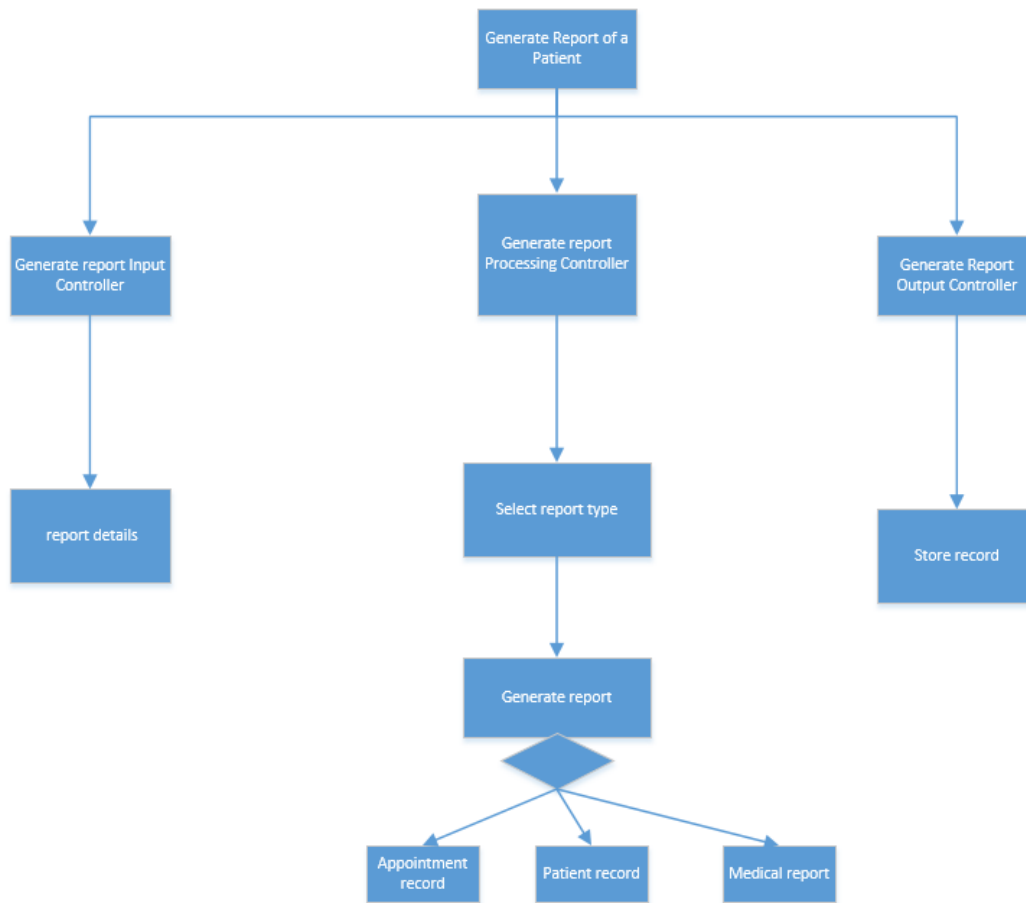 Generate Report of a
Patient
Generate report Input
Controller
Generate report
Processing Controller
Generate Report
Output Controller
report details
Select report type
Store record
Generate report
Appointment
record
Patient record
Medical report